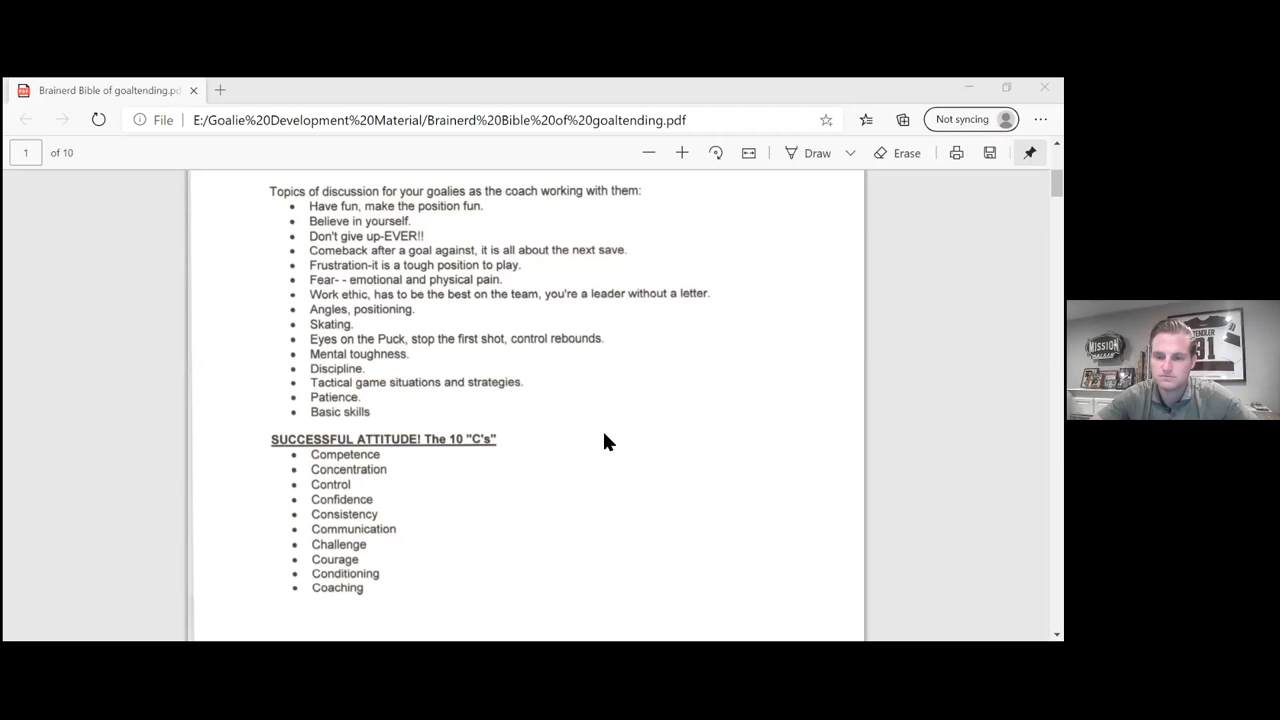 Brainerd Bible of goaltending.pd
File E:/Goalie%20Development%20Material/Brainerd%20Bible%20of%20goaltending.pdf
Not syncing
1 of 10
Draw
Erase
Topics of discussion for your goalies as the coach working with them:
• Have fun, make the position fun.
• Believe in yourself.
• Don't give up-EVER!!
• Comeback after a goal against, it is all about the next save.
• Frustration-it is a tough position to play.
• Fear- - emotional and physical pain.
• Work ethic, has to be the best on the team, you're a leader without a letter.
• Angles, positioning.
• Skating.
• Eyes on the Puck, stop the first shot, control rebounds.
• Mental toughness.
• Discipline.
• Tactical game situations and strategies.
• Patience.
• Basic skills
SUCCESSFUL ATTITUDE! The 10 "C's"
• Competence
• Concentration
• Control
• Confidence
• Consistency
• Communication
• Challenge
• Courage
• Conditioning
• Coaching
MISSION
TENDLER
31